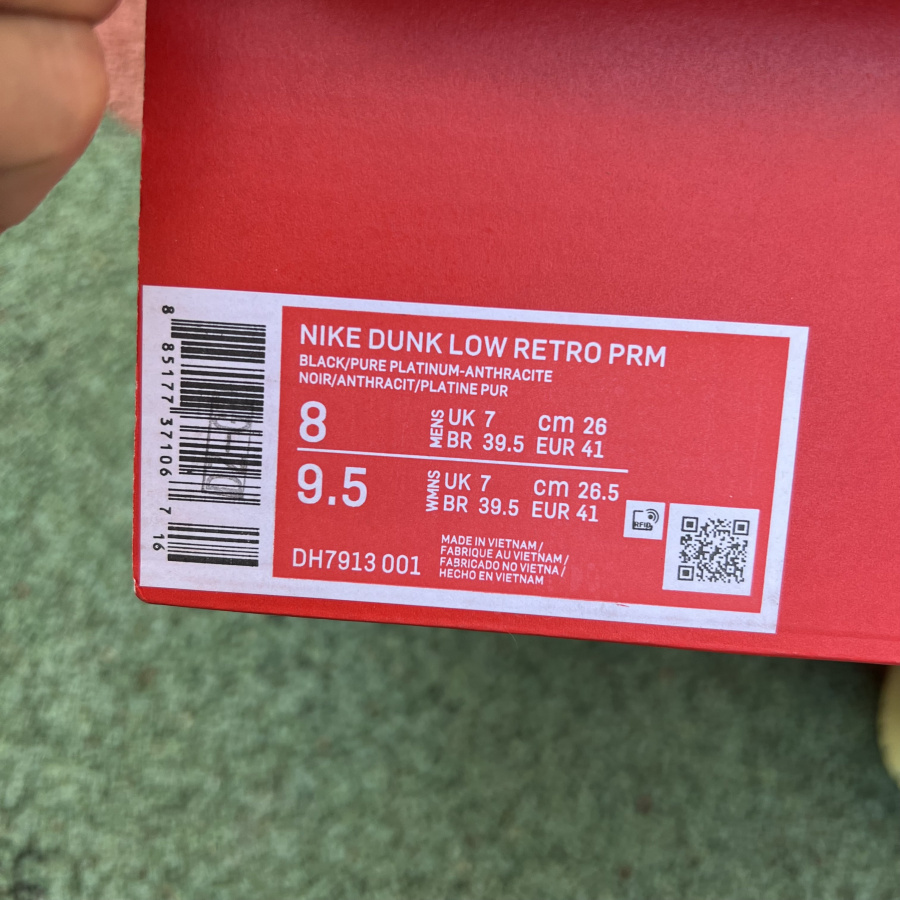 8 85177 37106 7 16
NIKE DUNK LOW RETRO PRM
BLACK/PURE PLATINUM-ANTHRACITE
NOIR/ANTHRACIT/PLATINE PUR
8 MENS UK 7 cm 26
BR 39.5 EUR 41
9.5 WMNS UK 7 cm 26.5
BR 39.5 EUR 41
RFID
DH7913 001
MADE IN VIETNAM /
FABRIQUE AU VIETNAM /
FABRICADO NO VIETNA /
HECHO EN VIETNAM